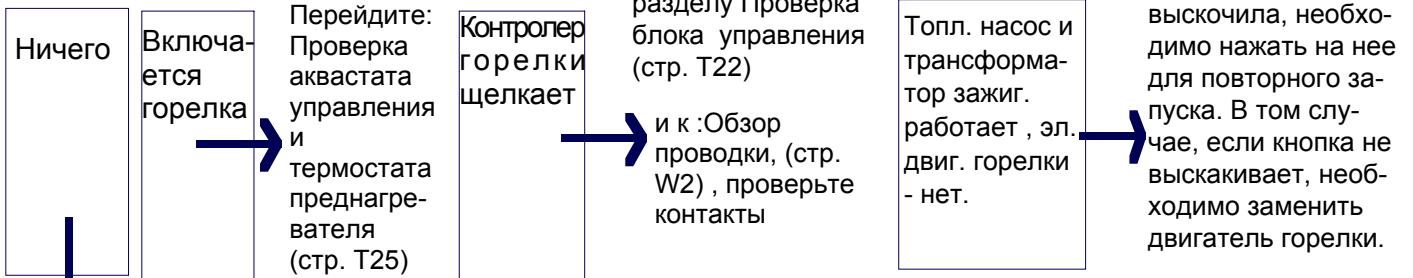 Ничего
Включа-
ется
горелка
Перейдите:
Проверка
аквастата
управления
и
термостата
преднагре-
вателя
(стр. T25)
Контролер
горелки
щелкает
разделу Проверка
блока управления
(стр. T22)
и к :Обзор
проводки, (стр.
W2) , проверьте
контакты
Топл. насос и
трансформа-
тор зажиг.
работает , эл.
двиг. горелки
- нет.
выскочила, необхо-
димо нажать на нее
для повторного за-
пуска. В том слу-
чае, если кнопка не
выскакивает, необ-
ходимо заменить
двигатель горелки.